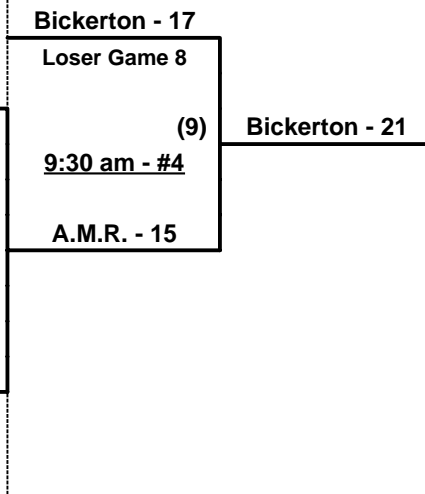 Bickerton - 17
Loser Game 8
(9)
Bickerton - 21
9:30 am - #4
A.M.R. - 15